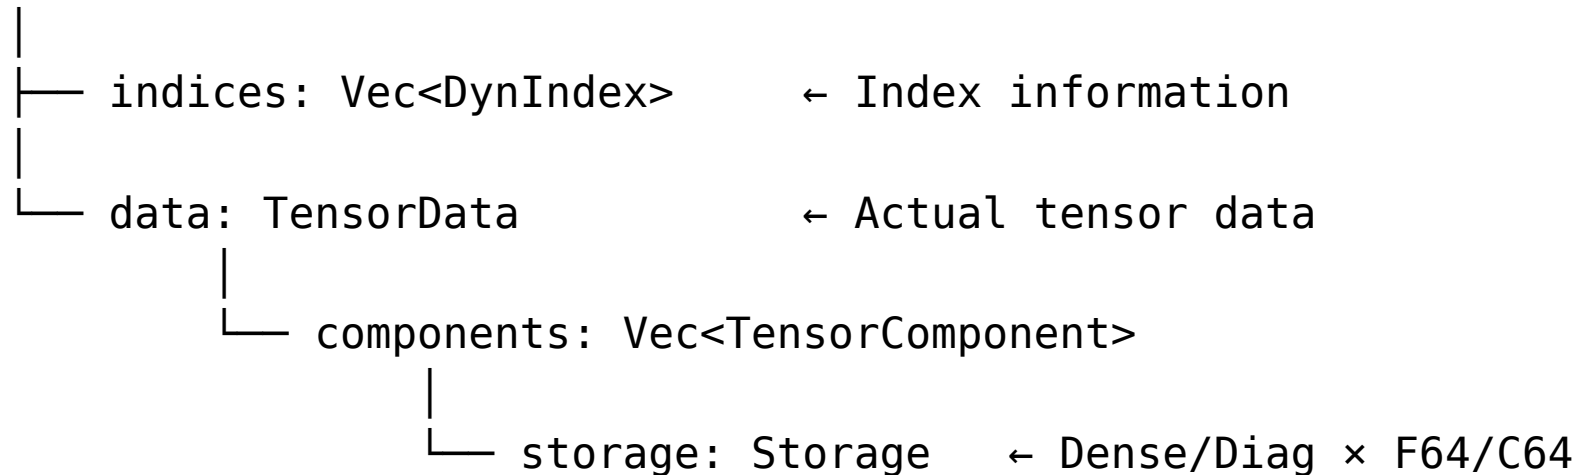 │
├── indices: Vec<DynIndex>     ← Index information
│
└── data: TensorData           ← Actual tensor data
        │
        └── components: Vec<TensorComponent>
                │
                └── storage: Storage   ← Dense/Diag × F64/C64